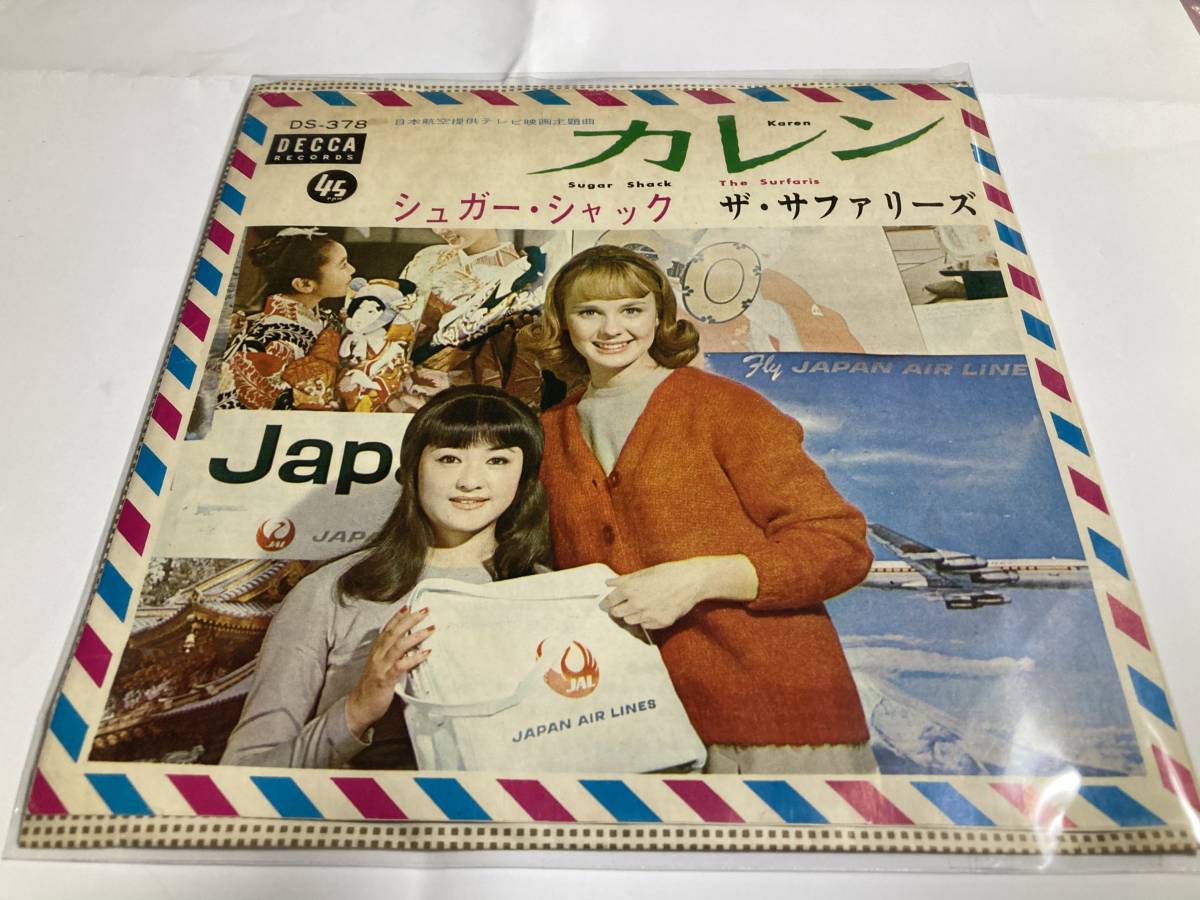 DS-378
日本航空提供テレビ映画主題曲
カレン
Karen
DECCA
RECORDS
45
RPM
Sugar Shack
The Surfaris
シュガー・シャック
ザ・サファリーズ
Fly JAPAN AIR LINE
Japa
JAL
JAPA
JAL
JAPAN AIR LINES